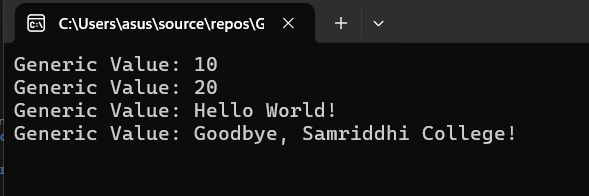 C:\Users\asus\source\repos\G
Generic Value: 10
Generic Value: 20
Generic Value: Hello World!
Generic Value: Goodbye, Samriddhi College!